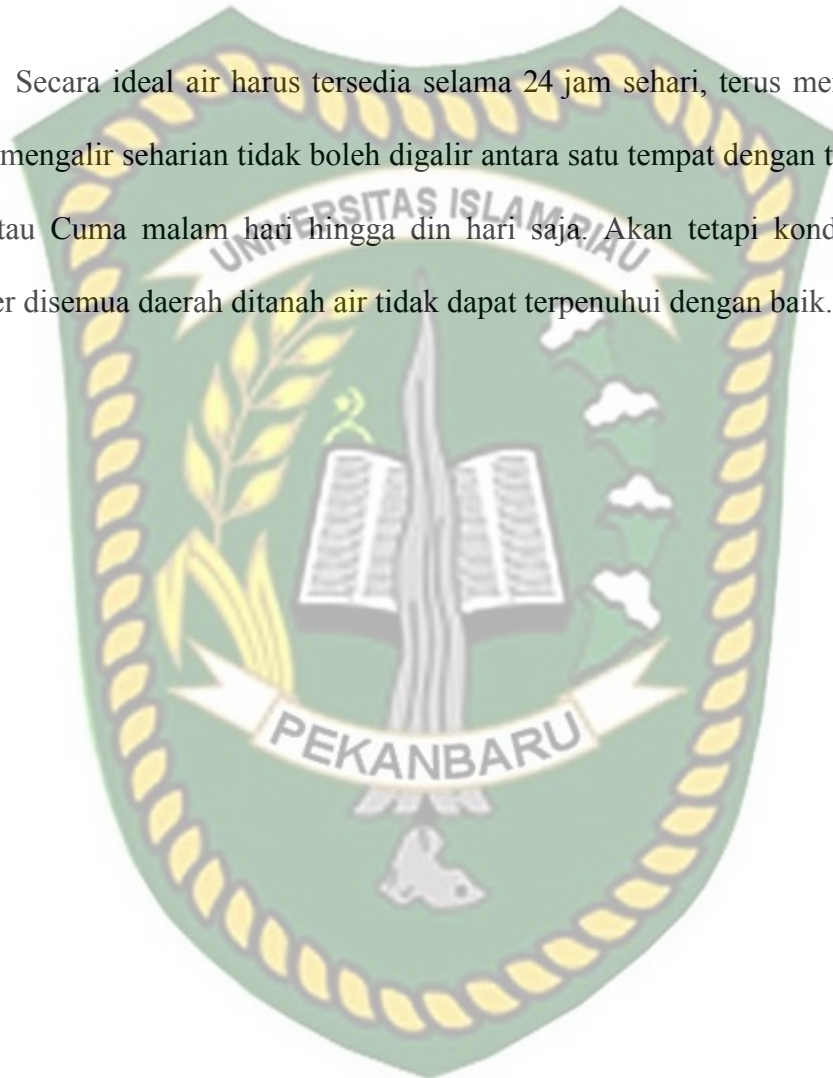 Secara ideal air harus tersedia selama 24 jam sehari, terus me
mengalir seharian tidak boleh digalir antara satu tempat dengan t
tau Cuma malam hari hingga din hari saja. Akan tetapi kond
er disemua daerah ditanah air tidak dapat terpenuhui dengan baik.
UNIVERSITAS ISLAM RIAU
PEKANBARU